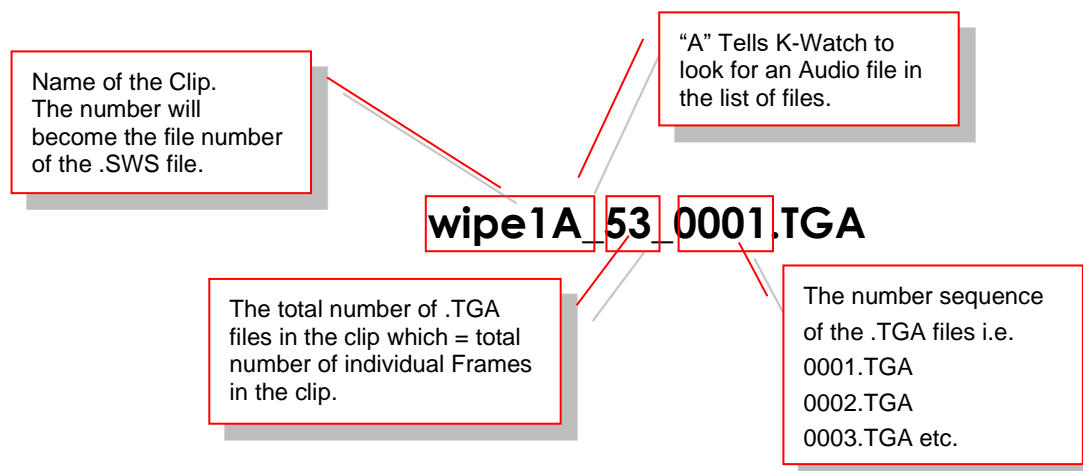 Name of the Clip.
The number will
become the file number
of the .SWS file.
“A” Tells K-Watch to
look for an Audio file in
the list of files.
wipe1A_53_0001.TGA
The total number of .TGA
files in the clip which = total
number of individual Frames
in the clip.
The number sequence
of the .TGA files i.e.
0001.TGA
0002.TGA
0003.TGA etc.